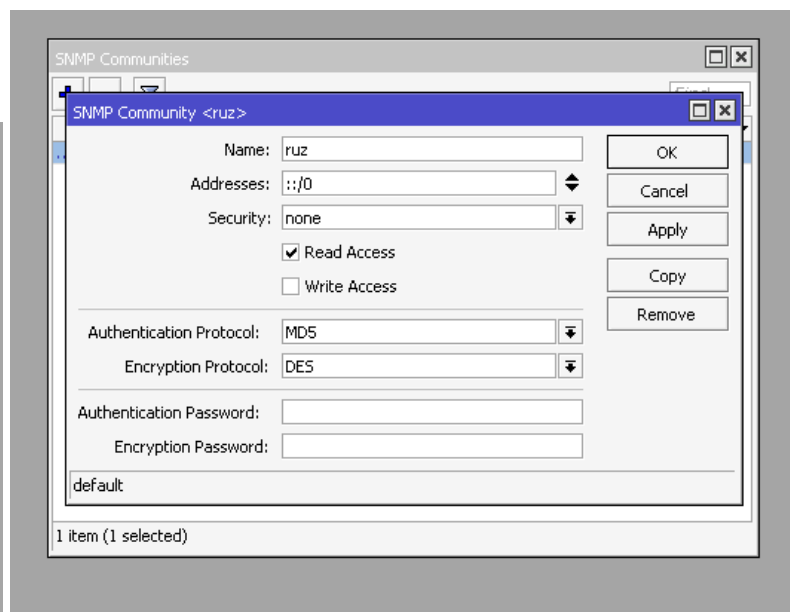 SNMP Communities
SNMP Community <ruz>
Name: ruz
OK
Addresses: ::/0
Cancel
Security: none
Apply
Read Access
Write Access
Copy
Remove
Authentication Protocol: MD5
Encryption Protocol: DES
Authentication Password:
Encryption Password:
default
1 item (1 selected)